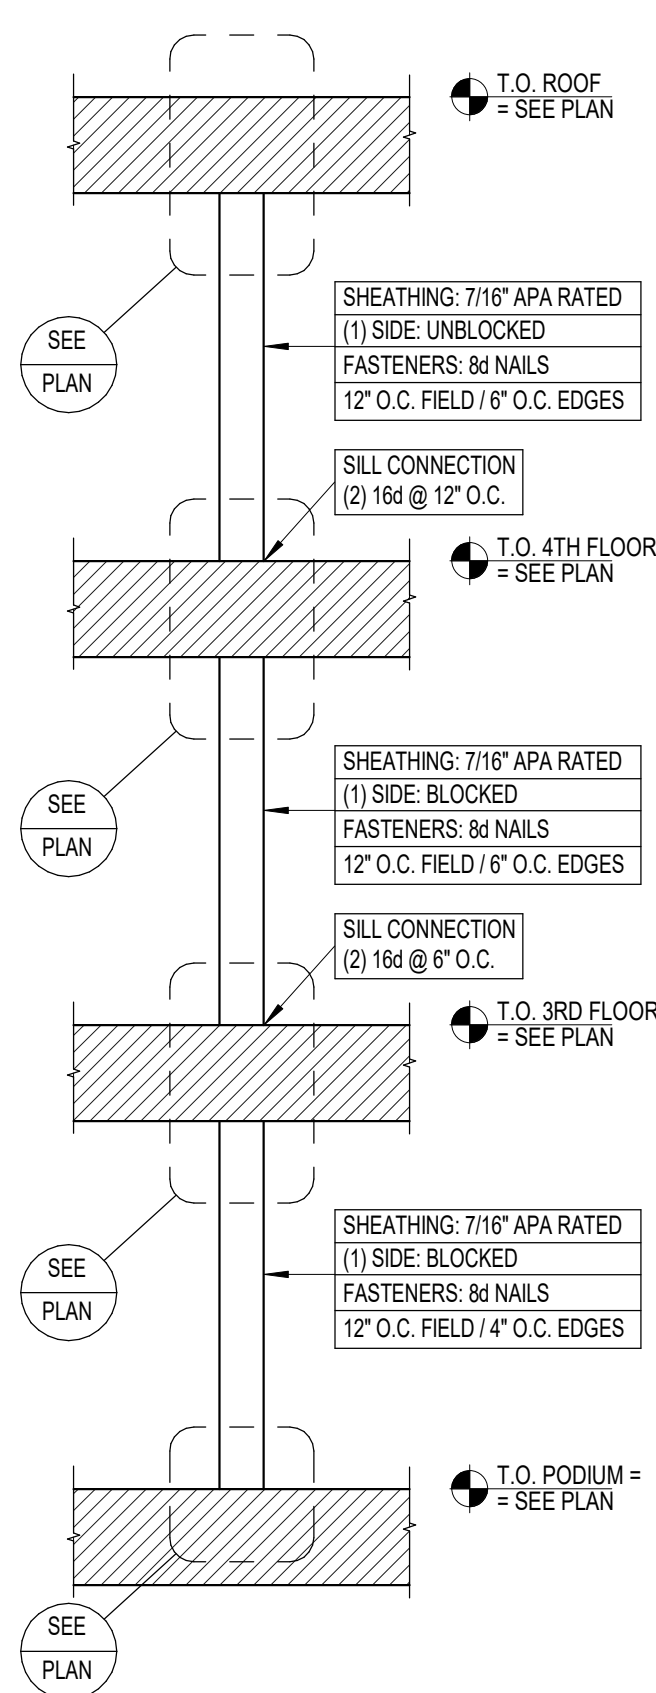 T.O. ROOF
= SEE PLAN
SHEATHING: 7/16" APA RATED
(1) SIDE: UNBLOCKED
FASTENERS: 8d NAILS
12" O.C. FIELD / 6" O.C. EDGES
SEE
PLAN
SILL CONNECTION
(2) 16d @ 12" O.C.
T.O. 4TH FLOOR
= SEE PLAN
SHEATHING: 7/16" APA RATED
(1) SIDE: BLOCKED
FASTENERS: 8d NAILS
12" O.C. FIELD / 6" O.C. EDGES
SEE
PLAN
SILL CONNECTION
(2) 16d @ 6" O.C.
T.O. 3RD FLOOR
= SEE PLAN
SHEATHING: 7/16" APA RATED
(1) SIDE: BLOCKED
FASTENERS: 8d NAILS
12" O.C. FIELD / 4" O.C. EDGES
SEE
PLAN
T.O. PODIUM =
= SEE PLAN
SEE
PLAN